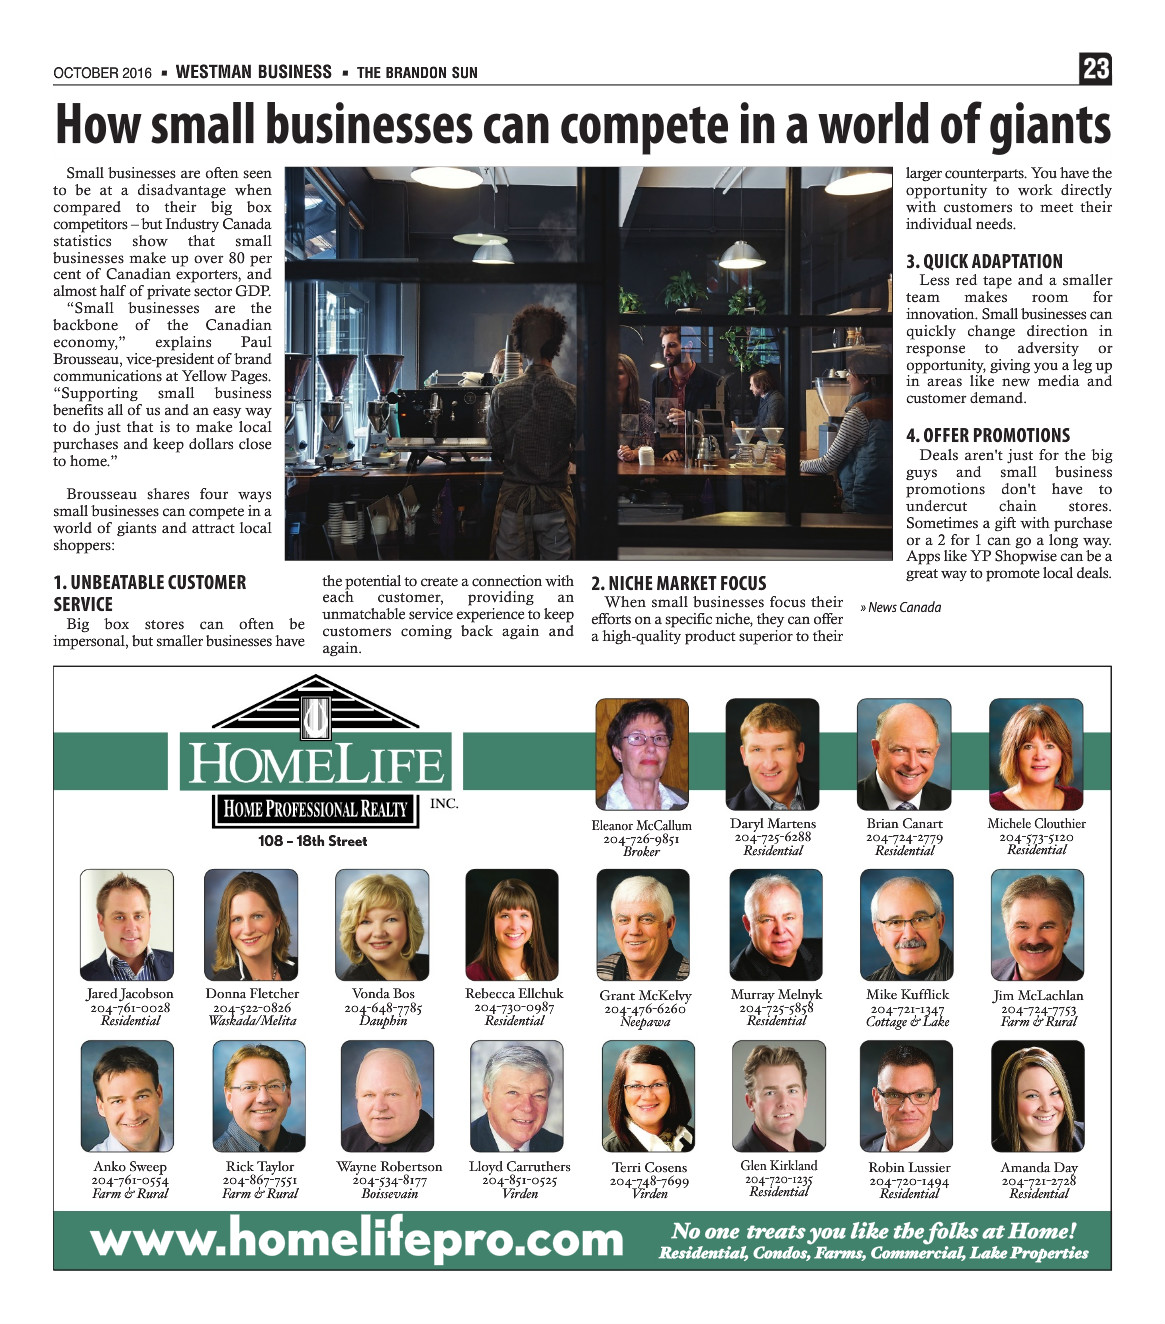 OCTOBER 2016 ▪ WESTMAN BUSINESS ▪ THE BRANDON SUN
23
How small businesses can compete in a world of giants
Small businesses are often seen
to be at a disadvantage when
compared to their big box
competitors – but Industry Canada
statistics show that small
businesses make up over 80 per
cent of Canadian exporters, and
almost half of private sector GDP.
“Small businesses are the
backbone of the Canadian
economy,” explains Paul
Brousseau, vice-president of brand
communications at Yellow Pages.
“Supporting small business
benefits all of us and an easy way
to do just that is to make local
purchases and keep dollars close
to home.”
Brousseau shares four ways
small businesses can compete in a
world of giants and attract local
shoppers:
1. UNBEATABLE CUSTOMER
SERVICE
Big box stores can often be
impersonal, but smaller businesses have
the potential to create a connection with
each customer, providing an
unmatchable service experience to keep
customers coming back again and
again.
2. NICHE MARKET FOCUS
When small businesses focus their
efforts on a specific niche, they can offer
a high-quality product superior to their
larger counterparts. You have the
opportunity to work directly
with customers to meet their
individual needs.
3. QUICK ADAPTATION
Less red tape and a smaller
team makes room for
innovation. Small businesses can
quickly change direction in
response to adversity or
opportunity, giving you a leg up
in areas like new media and
customer demand.
4. OFFER PROMOTIONS
Deals aren't just for the big
guys and small business
promotions don't have to
undercut chain stores.
Sometimes a gift with purchase
or a 2 for 1 can go a long way.
Apps like YP Shopwise can be a
great way to promote local deals.
» News Canada
HOMELIFE
HOME PROFESSIONAL REALTY INC.
108 – 18th Street
Eleanor McCallum
204-726-9851
Broker
Daryl Martens
204-725-6288
Residential
Brian Canart
204-724-2779
Residential
Michele Clouthier
204-573-5120
Residential
Jared Jacobson
204-761-0028
Residential
Donna Fletcher
204-522-0826
Waskada/Melita
Vonda Bos
204-648-7785
Dauphin
Rebecca Ellchuk
204-730-0987
Residential
Grant McKelvy
204-476-6260
Neepawa
Murray Melnyk
204-725-5858
Residential
Mike Kufflick
204-721-1347
Cottage & Lake
Jim McLachlan
204-724-7753
Farm & Rural
Anko Sweep
204-761-0554
Farm & Rural
Rick Taylor
204-867-7551
Farm & Rural
Wayne Robertson
204-534-8177
Boissevain
Lloyd Carruthers
204-851-0525
Virden
Terri Cosens
204-748-7699
Virden
Glen Kirkland
204-720-1235
Residential
Robin Lussier
204-720-1494
Residential
Amanda Day
204-721-2728
Residential
www.homelifepro.com
No one treats you like the folks at Home!
Residential, Condos, Farms, Commercial, Lake Properties